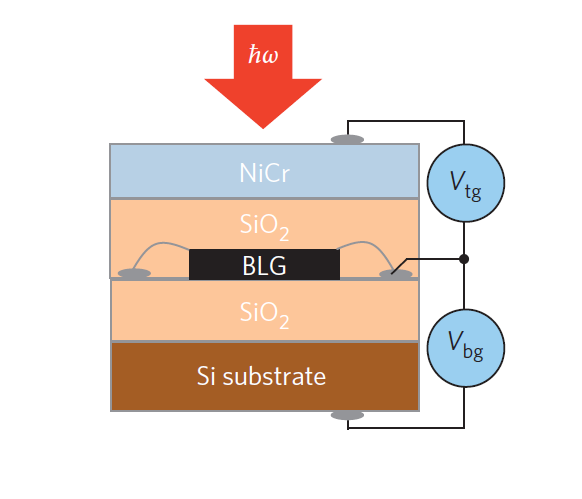 ħω
NiCr
V_tg
SiO₂
BLG
SiO₂
V_bg
Si substrate